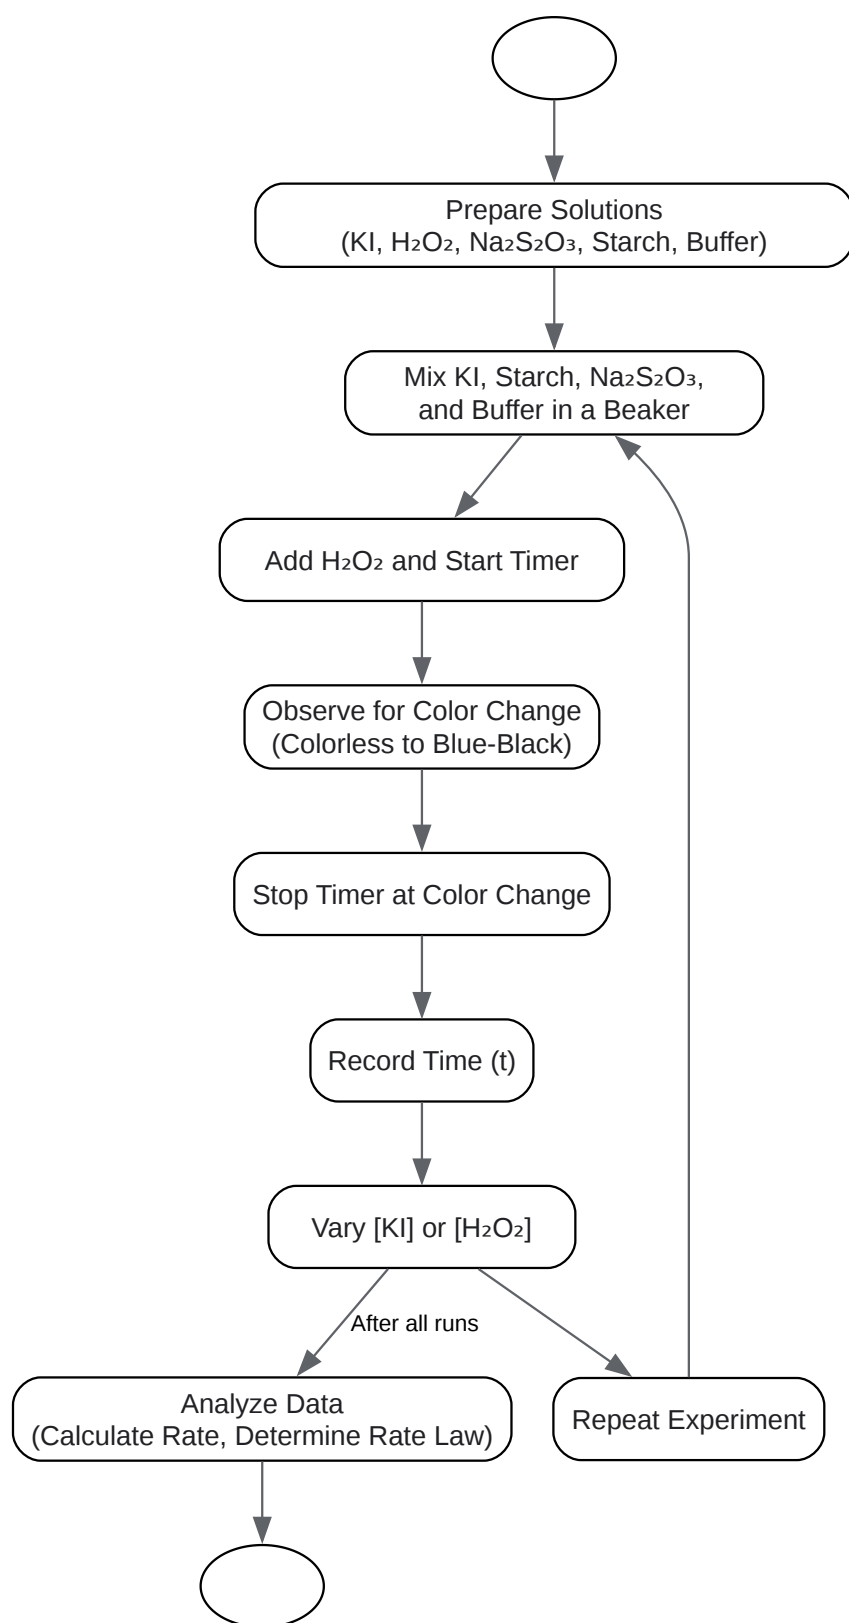 Prepare Solutions
(KI, H₂O₂, Na₂S₂O₃, Starch, Buffer)
Mix KI, Starch, Na₂S₂O₃,
and Buffer in a Beaker
Add H₂O₂ and Start Timer
Observe for Color Change
(Colorless to Blue-Black)
Stop Timer at Color Change
Record Time (t)
Vary [KI] or [H₂O₂]
After all runs
Analyze Data
(Calculate Rate, Determine Rate Law)
Repeat Experiment